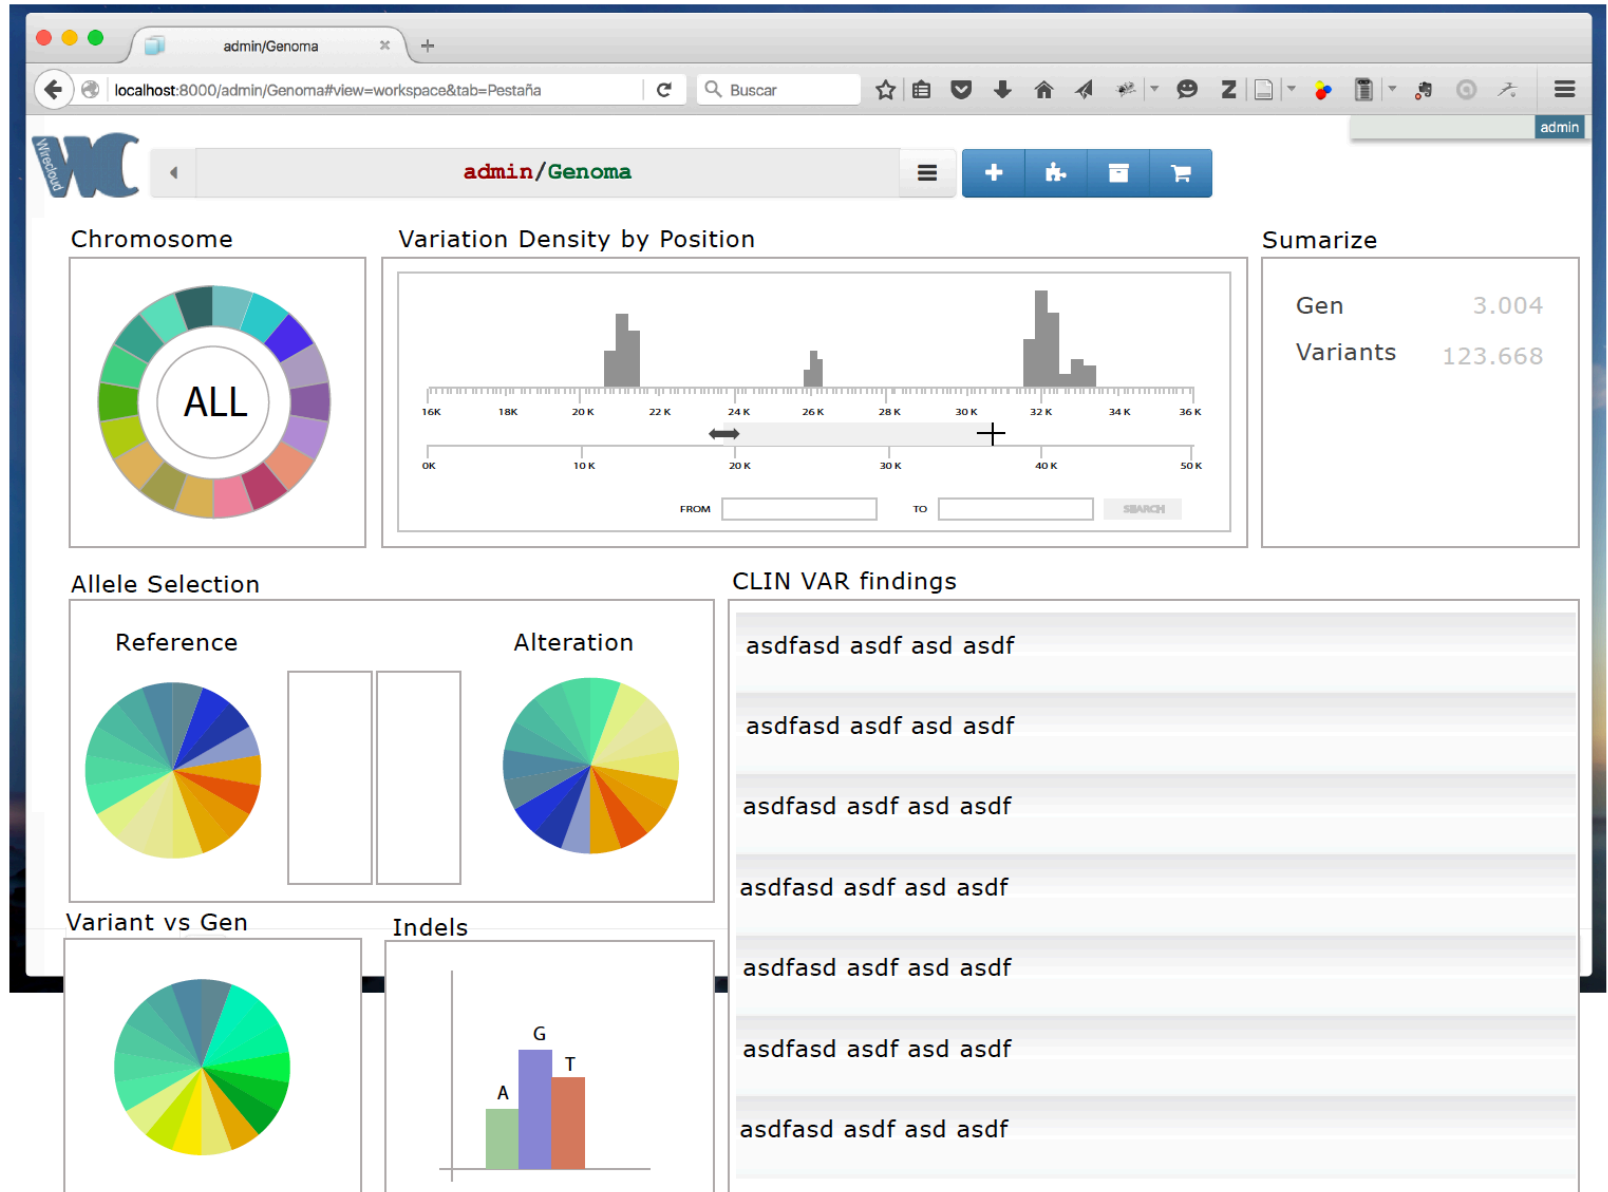 admin/Genoma
localhost:8000/admin/Genoma#view=workspace&tab=Pestaña
Buscar
admin
Wirecloud
WC
admin/Genoma
Chromosome
Variation Density by Position
Sumarize
ALL
16K 18K 20 K 22 K 24 K 26 K 28 K 30 K 32 K 34 K 36 K
0K 10 K 20 K 30 K 40 K 50 K
FROM TO SEARCH
Gen 3.004
Variants 123.668
Allele Selection
Reference
Alteration
CLIN VAR findings
asdfasd asdf asd asdf
asdfasd asdf asd asdf
asdfasd asdf asd asdf
asdfasd asdf asd asdf
asdfasd asdf asd asdf
asdfasd asdf asd asdf
asdfasd asdf asd asdf
Variant vs Gen
Indels
A
G
T